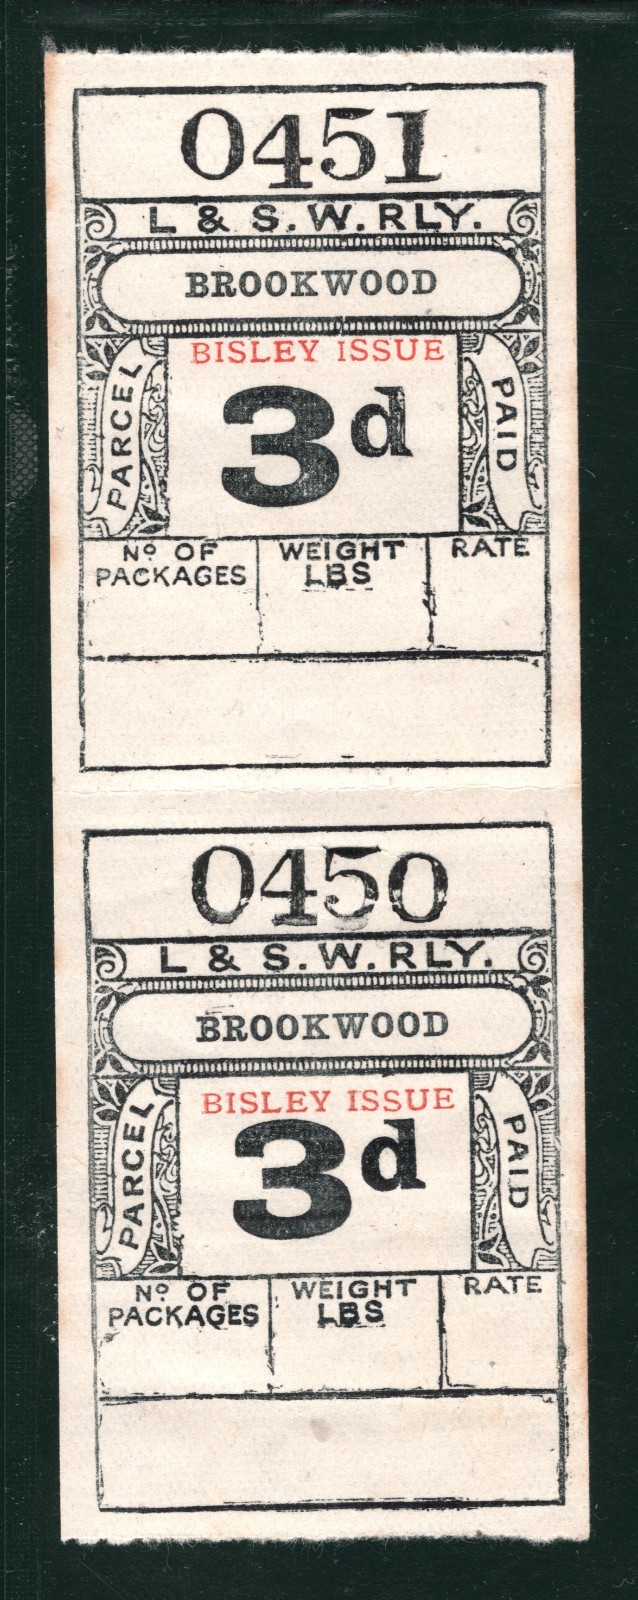 0451
L & S. W. RLY.
BROOKWOOD
BISLEY ISSUE
PARCEL
3d
PAID
Nº OF PACKAGES
WEIGHT LBS
RATE
0450
L & S. W. RLY.
BROOKWOOD
BISLEY ISSUE
PARCEL
3d
PAID
Nº OF PACKAGES
WEIGHT LBS
RATE